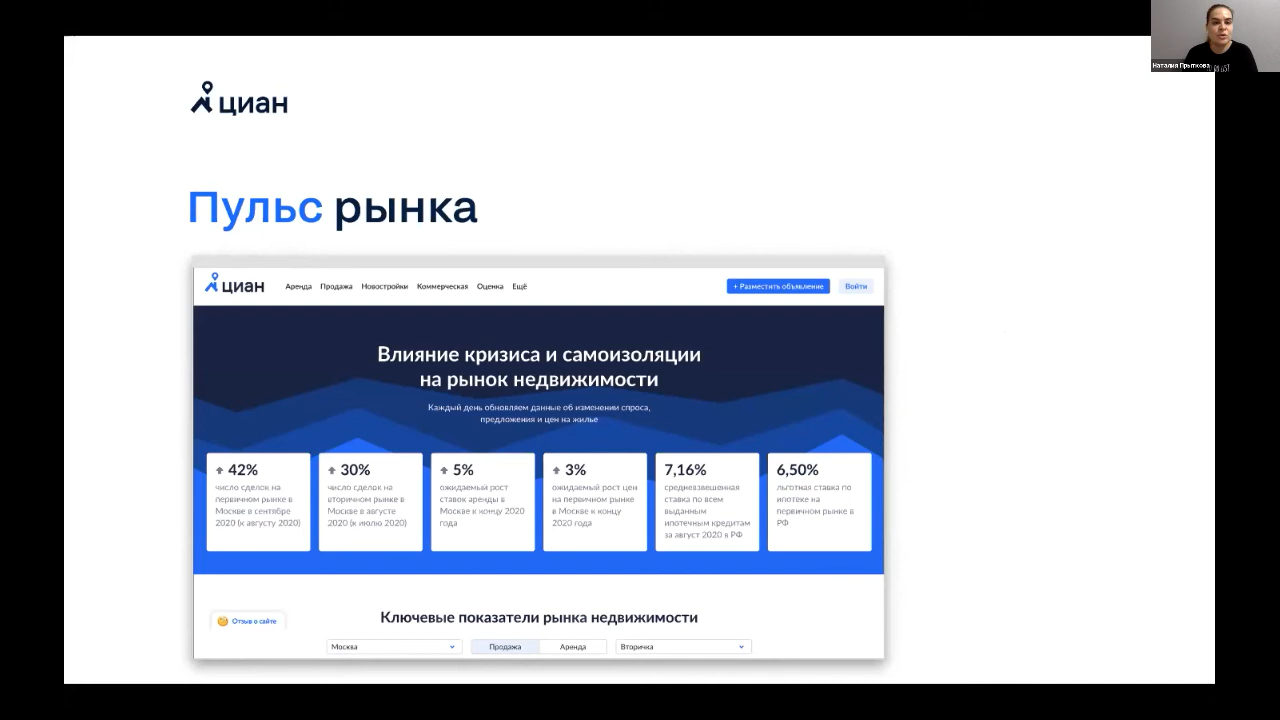 Наталия Прыткова
циан
Пульс рынка
циан
Аренда Продажа Новостройки Коммерческая Оценка Ещё
+ Разместить объявление
Войти
Влияние кризиса и самоизоляции
на рынок недвижимости
Каждый день обновляем данные об изменении спроса,
предложения и цен на жилье
42%
число сделок на
первичном рынке в
Москве в сентябре
2020 (к августу 2020)
30%
число сделок на
вторичном рынке в
Москве в августе
2020 (к июлю 2020)
5%
ожидаемый рост
ставок аренды в
Москве к концу 2020
года
3%
ожидаемый рост цен
на первичном рынке
в Москве к концу
2020 года
7,16%
средневзвешенная
ставка по всем
выданным
ипотечным кредитам
за август 2020 в РФ
6,50%
льготная ставка по
ипотеке на
первичном рынке в
РФ
Ключевые показатели рынка недвижимости
Отзыв о сайте
Москва
Продажа
Аренда
Вторичка